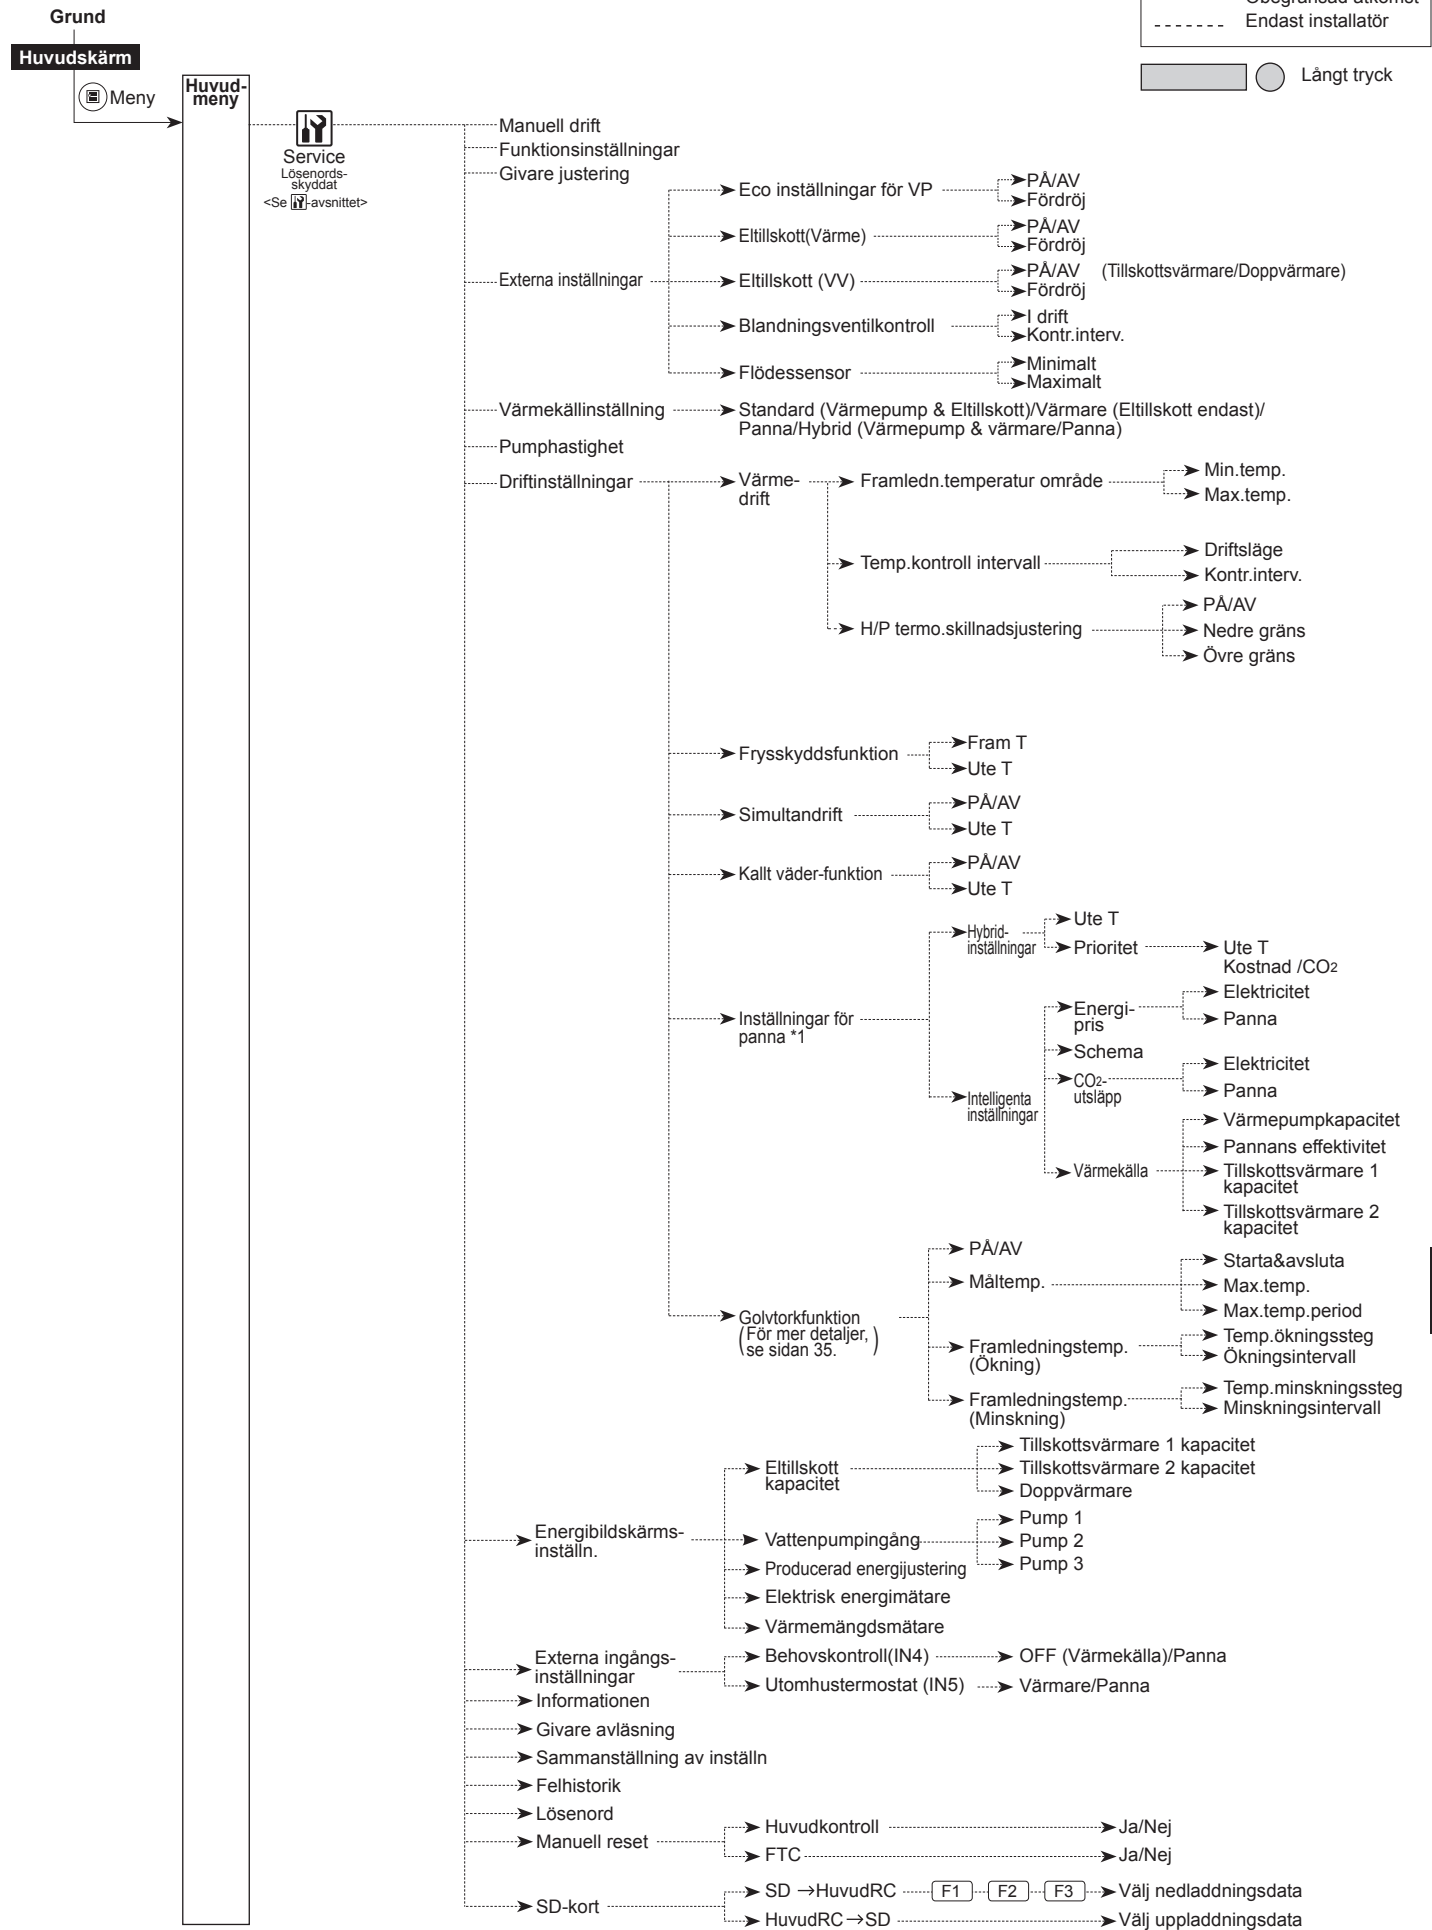 Obegränsad åtkomst
Endast installatör
Långt tryck
Grund
Huvudskärm
Meny
Huvud-
meny
Service
Lösenords-
skyddat
<Se -avsnittet>
Manuell drift
Funktionsinställningar
Givare justering
Externa inställningar
Eco inställningar för VP
PÅ/AV
Fördröj
Eltillskott(Värme)
PÅ/AV
Fördröj
Eltillskott (VV)
PÅ/AV (Tillskottsvärmare/Doppvärmare)
Fördröj
Blandningsventilkontroll
I drift
Kontr.interv.
Flödessensor
Minimalt
Maximalt
Värmekällinställning
Standard (Värmepump & Eltillskott)/Värmare (Eltillskott endast)/
Panna/Hybrid (Värmepump & värmare/Panna)
Pumphastighet
Driftinställningar
Värme-
drift
Framledn.temperatur område
Min.temp.
Max.temp.
Temp.kontroll intervall
Driftsläge
Kontr.interv.
H/P termo.skillnadsjustering
PÅ/AV
Nedre gräns
Övre gräns
Frysskyddsfunktion
Fram T
Ute T
Simultandrift
PÅ/AV
Ute T
Kallt väder-funktion
PÅ/AV
Ute T
Inställningar för
panna *1
Hybrid-
inställningar
Ute T
Prioritet
Ute T
Kostnad /CO2
Intelligenta
inställningar
Energi-
pris
Elektricitet
Panna
Schema
CO2-
utsläpp
Elektricitet
Panna
Värmekälla
Värmepumpkapacitet
Pannans effektivitet
Tillskottsvärmare 1
kapacitet
Tillskottsvärmare 2
kapacitet
Golvtorkfunktion
(För mer detaljer,
se sidan 35.)
PÅ/AV
Måltemp.
Starta&avsluta
Max.temp.
Max.temp.period
Framledningstemp.
(Ökning)
Temp.ökningssteg
Ökningsintervall
Framledningstemp.
(Minskning)
Temp.minskningssteg
Minskningsintervall
Energibildskärms-
inställn.
Eltillskott
kapacitet
Tillskottsvärmare 1 kapacitet
Tillskottsvärmare 2 kapacitet
Doppvärmare
Vattenpumpingång
Pump 1
Pump 2
Pump 3
Producerad energijustering
Elektrisk energimätare
Värmemängdsmätare
Externa ingångs-
inställningar
Behovskontroll(IN4)
OFF (Värmekälla)/Panna
Utomhustermostat (IN5)
Värmare/Panna
Informationen
Givare avläsning
Sammanställning av inställn
Felhistorik
Lösenord
Manuell reset
Huvudkontroll
Ja/Nej
FTC
Ja/Nej
SD-kort
SD →HuvudRC F1 F2 F3 Välj nedladdningsdata
HuvudRC→SD Välj uppladdningsdata